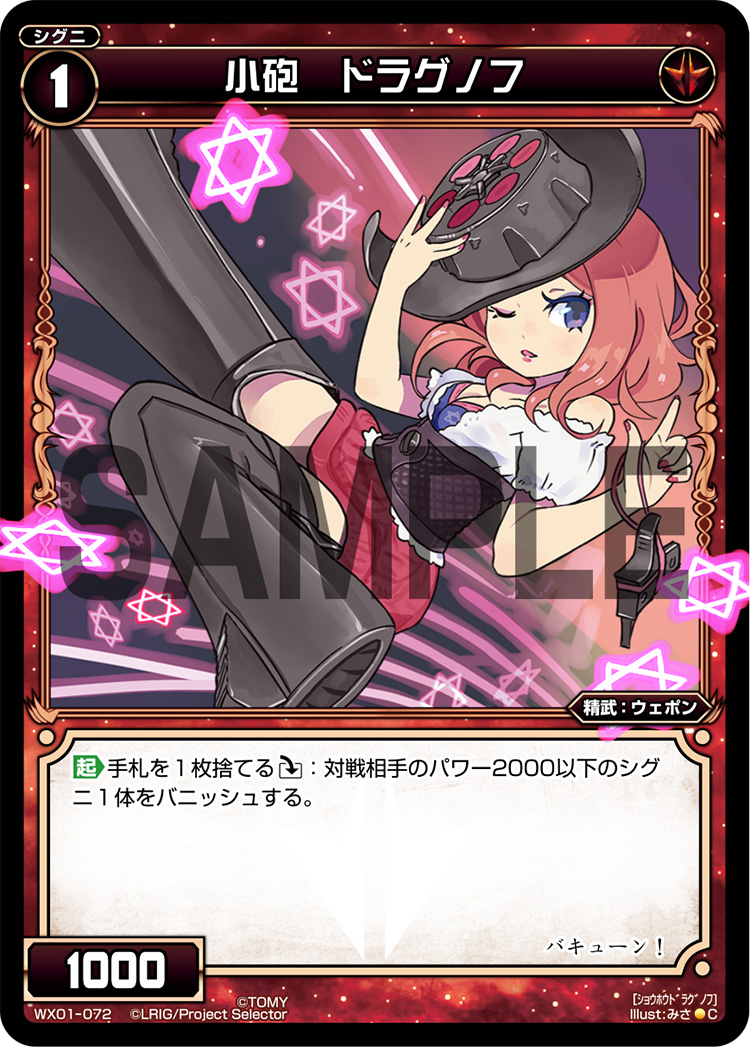 シグニ
1
小砲 ドラグノフ
SAMPLE
精武：ウェポン
起 手札を1枚捨てる：対戦相手のパワー2000以下のシグ
ニ1体をバニッシュする。
バキューン！
1000
WX01-072 ©LRIG/Project Selector
©TOMY
[ｼｮｳﾎｳﾄﾞﾗｸﾞﾉﾌ]
Illust:みさ C